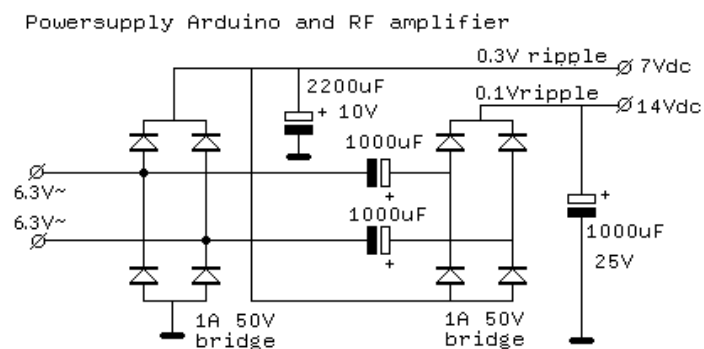 Powersupply Arduino and RF amplifier
0.3V ripple
7Vdc
2200uF
+ 10V
0.1Vripple
14Vdc
1000uF
+
6.3V~
6.3V~
1000uF
+
+
1000uF
25V
1A 50V
bridge
1A 50V
bridge